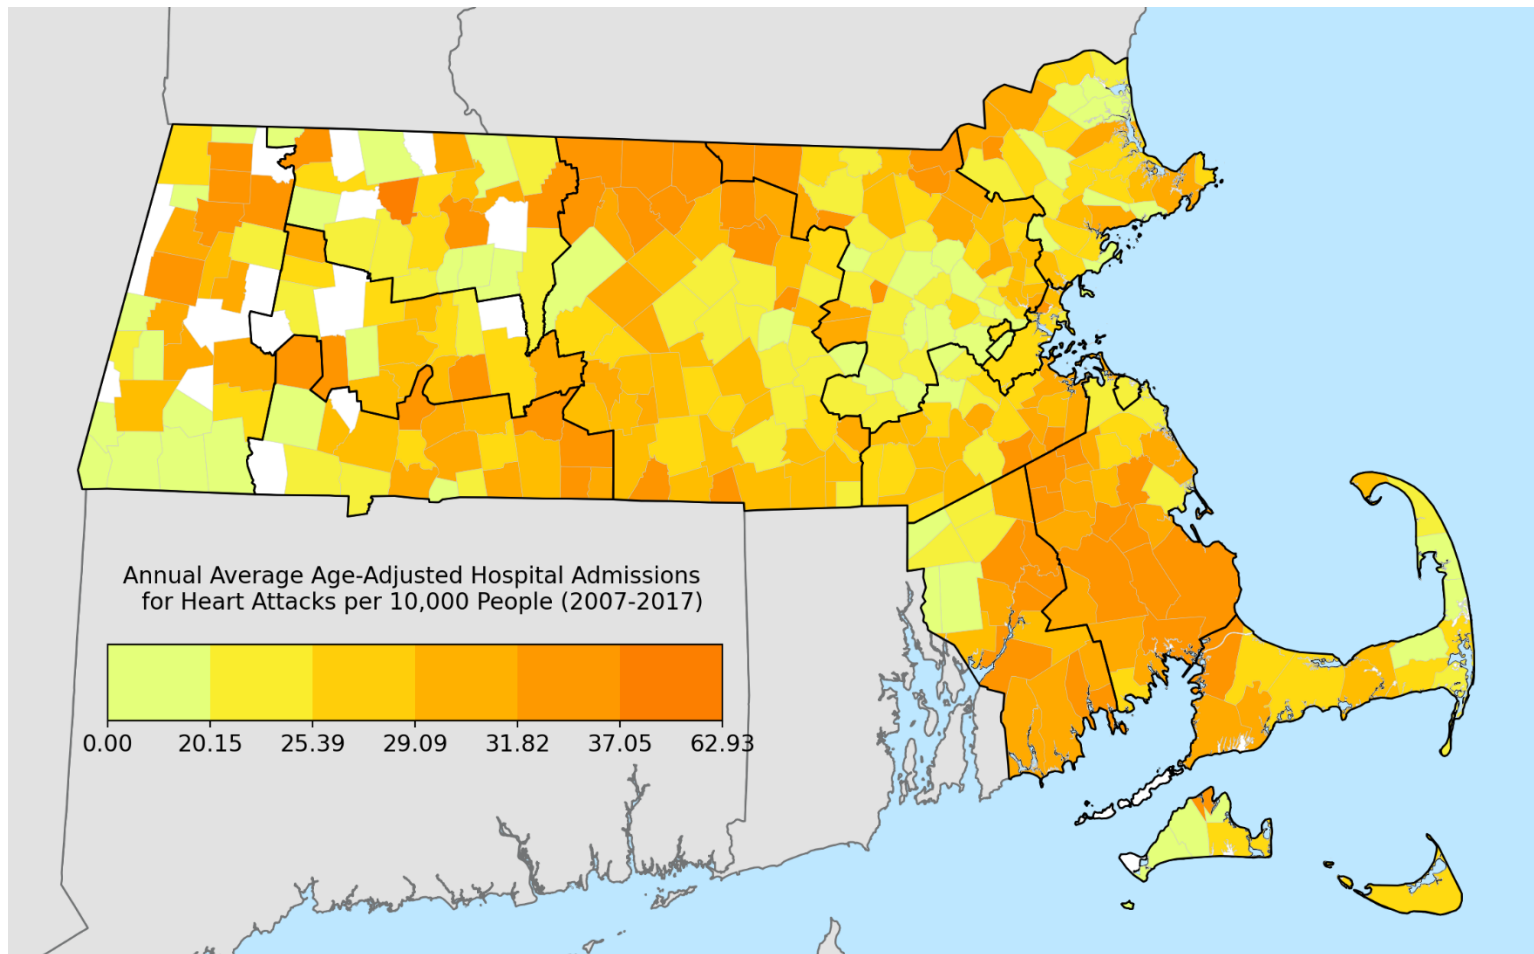 Annual Average Age-Adjusted Hospital Admissions
for Heart Attacks per 10,000 People (2007-2017)
0.00 20.15 25.39 29.09 31.82 37.05 62.93